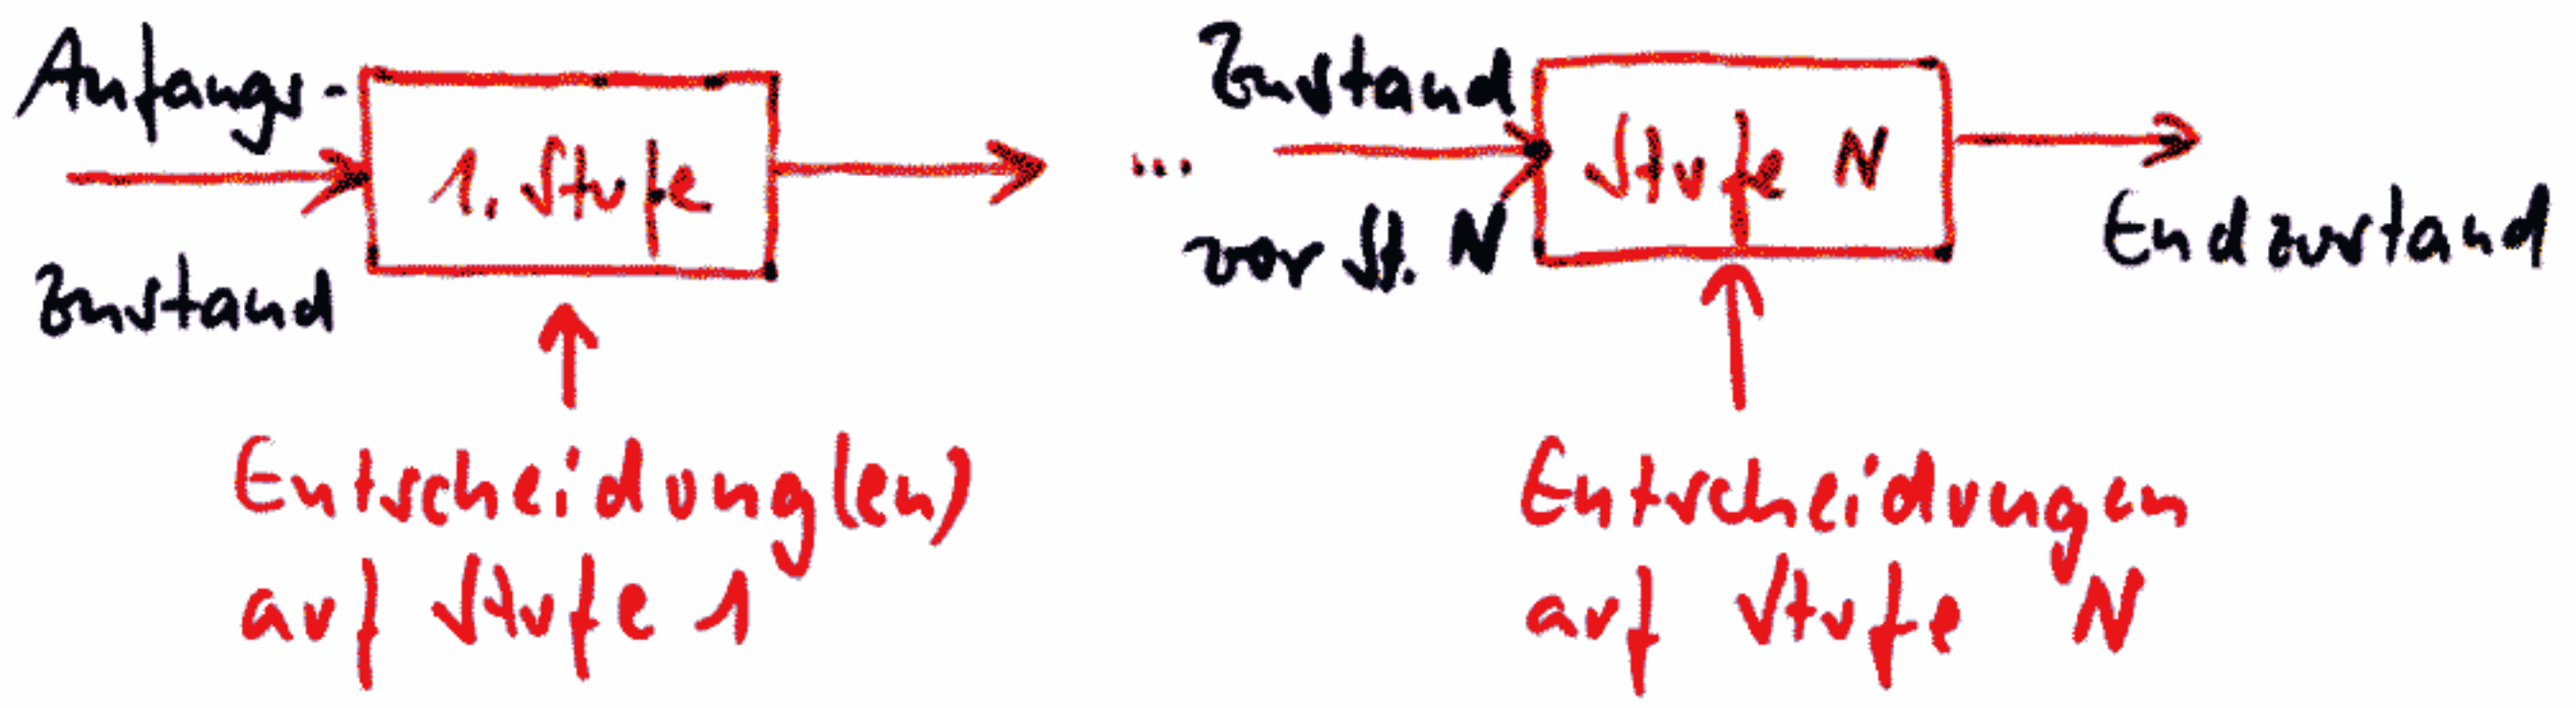 Anfangs-
zustand
1. Stufe
...
Zustand
vor St. N
Stufe N
Endzustand
Entscheidung(en)
auf Stufe 1
Entscheidungen
auf Stufe N